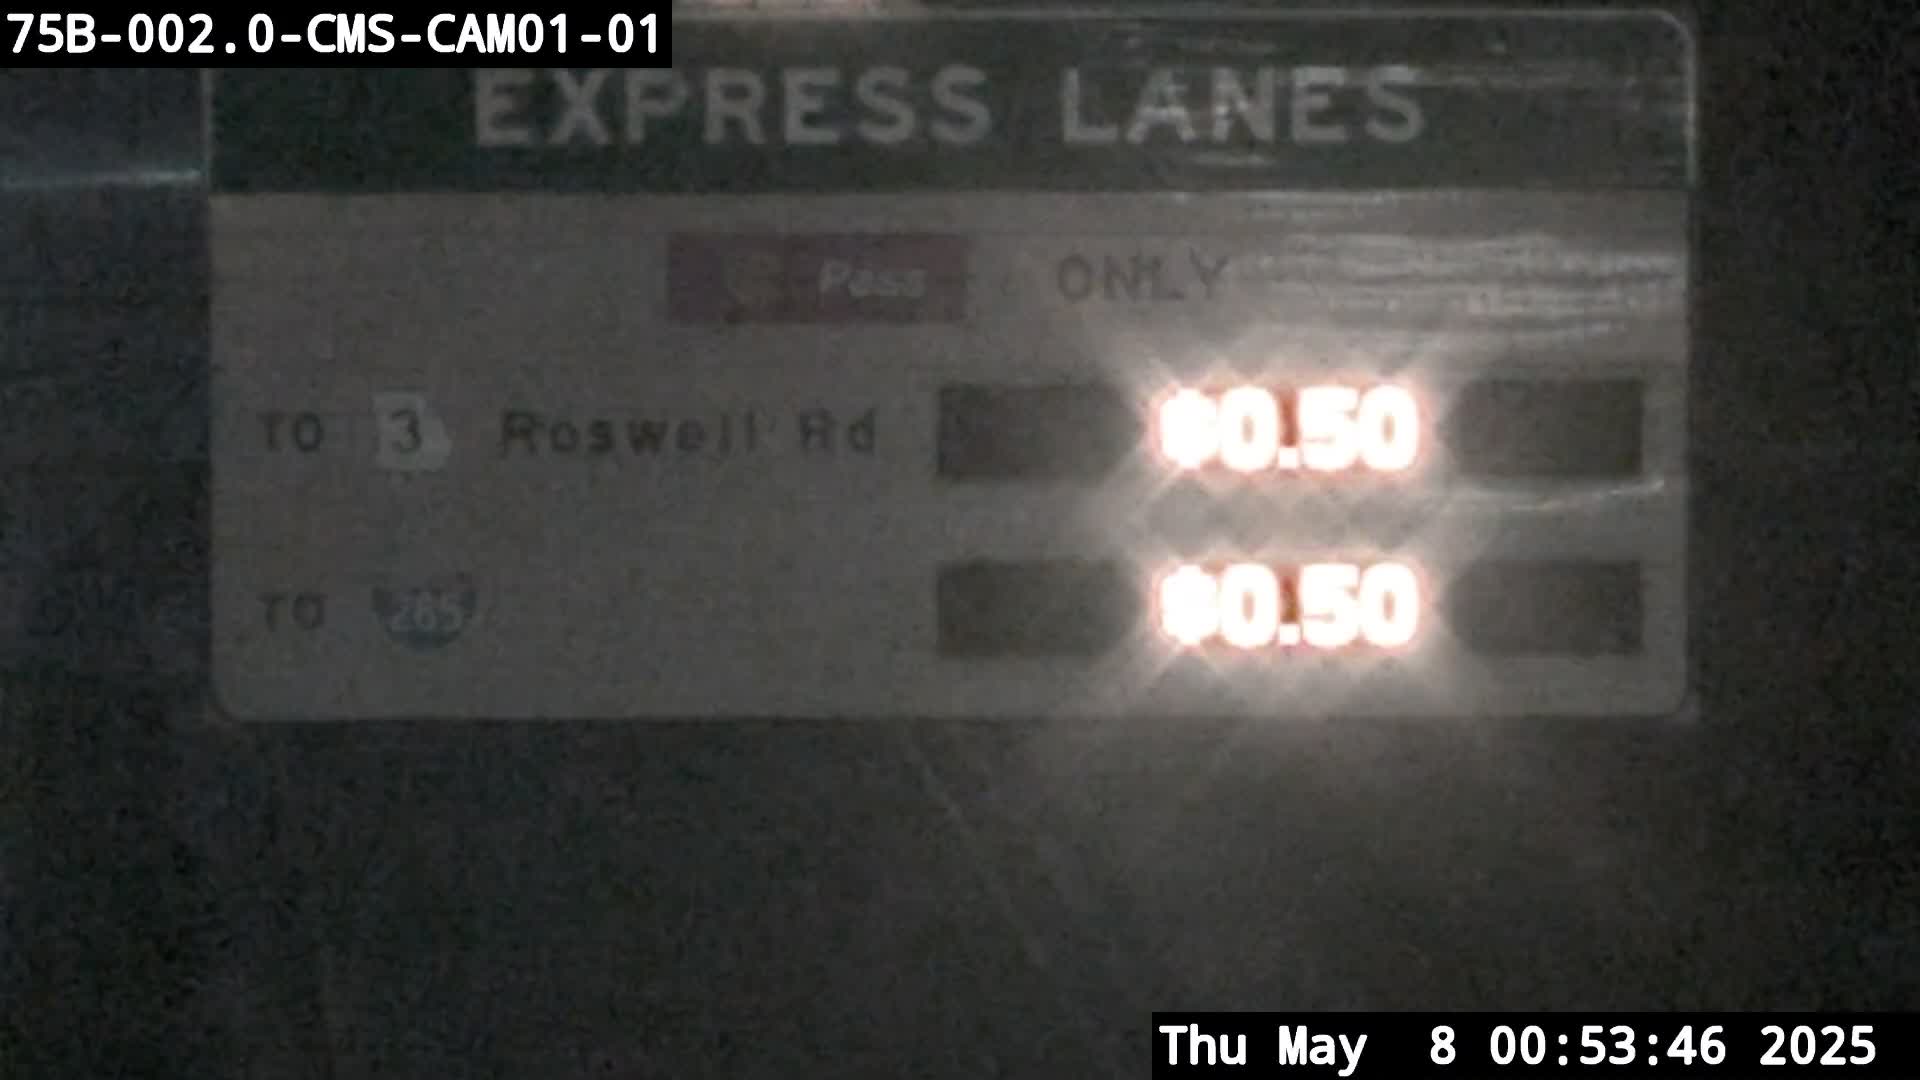 75B-002.0-CMS-CAM01-01
EXPRESS LANES
Pass ONLY
TO 3 Roswell Rd $0.50
TO 285 $0.50
Thu May 8 00:53:46 2025